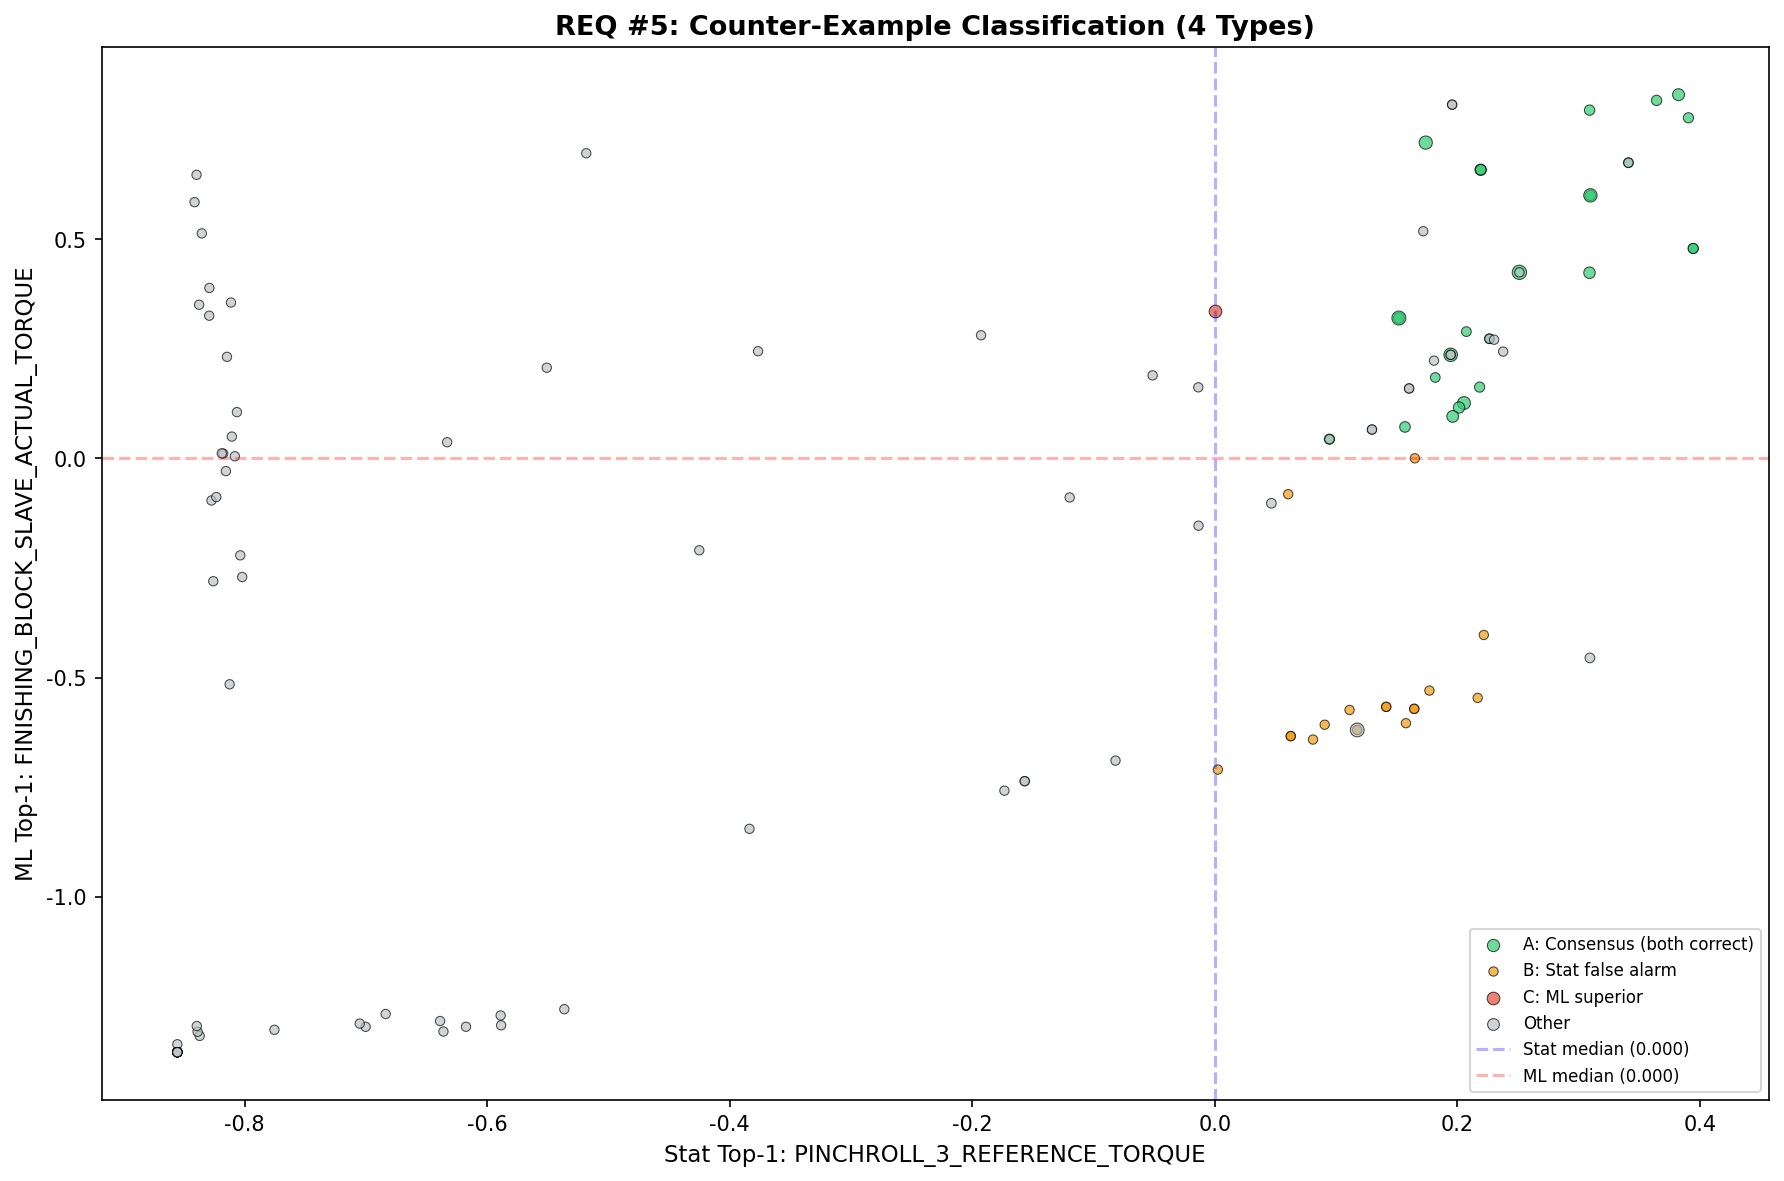 REQ #5: Counter-Example Classification (4 Types)
ML Top-1: FINISHING_BLOCK_SLAVE_ACTUAL_TORQUE
0.5
0.0
-0.5
-1.0
A: Consensus (both correct)
B: Stat false alarm
C: ML superior
Other
Stat median (0.000)
ML median (0.000)
-0.8 -0.6 -0.4 -0.2 0.0 0.2 0.4
Stat Top-1: PINCHROLL_3_REFERENCE_TORQUE